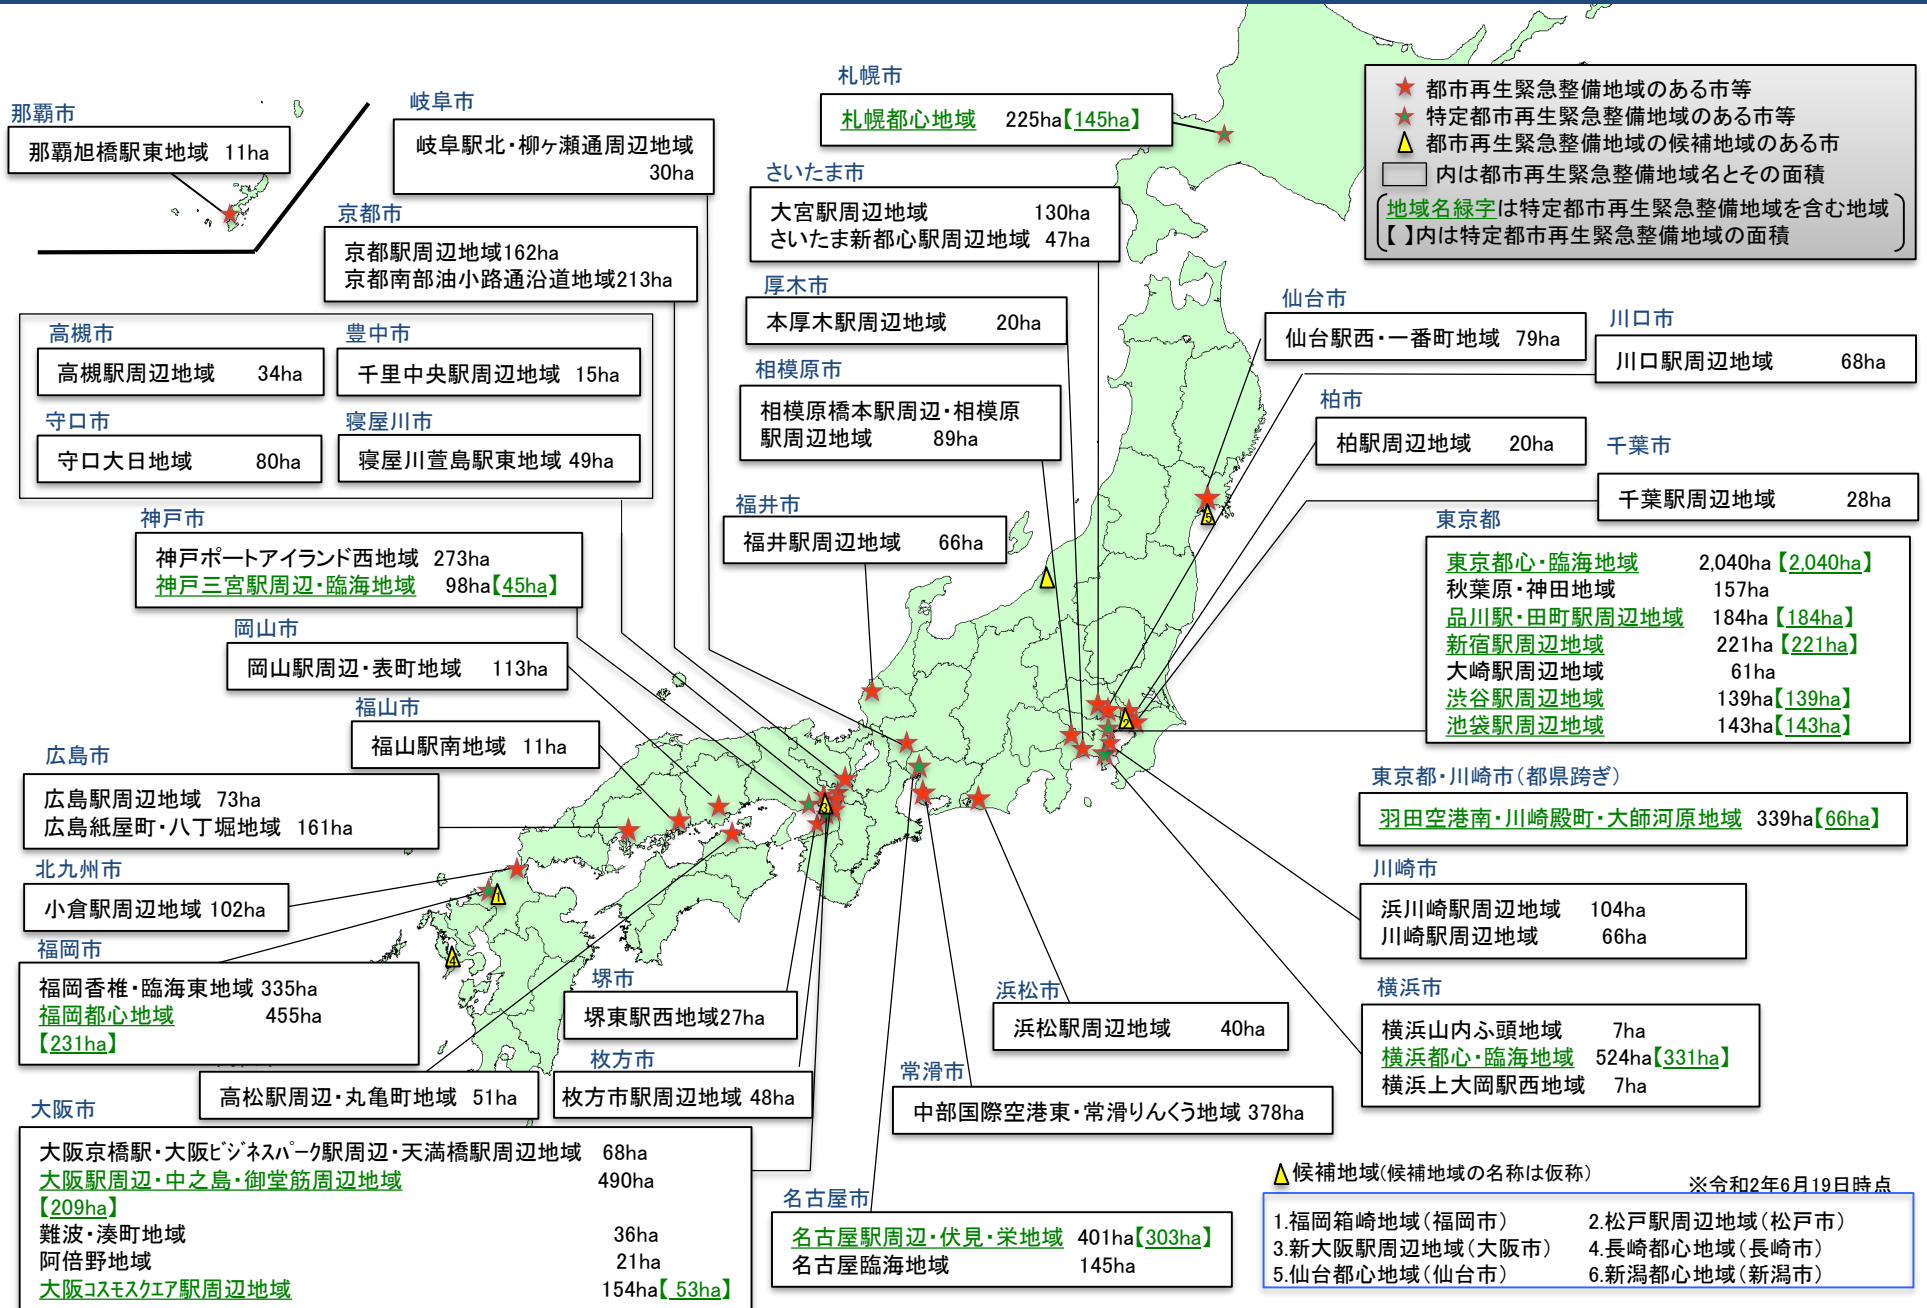 那覇市
那覇旭橋駅東地域 11ha
岐阜市
岐阜駅北・柳ヶ瀬通周辺地域
30ha
札幌市
札幌都心地域 225ha【145ha】
★ 都市再生緊急整備地域のある市等
★ 特定都市再生緊急整備地域のある市等
都市再生緊急整備地域の候補地域のある市
内は都市再生緊急整備地域名とその面積
地域名緑字は特定都市再生緊急整備地域を含む地域
【 】内は特定都市再生緊急整備地域の面積
京都市
京都駅周辺地域162ha
京都南部油小路通沿道地域213ha
さいたま市
大宮駅周辺地域 130ha
さいたま新都心駅周辺地域 47ha
厚木市
本厚木駅周辺地域 20ha
仙台市
仙台駅西・一番町地域 79ha
川口市
川口駅周辺地域 68ha
高槻市
高槻駅周辺地域 34ha
豊中市
千里中央駅周辺地域 15ha
守口市
守口大日地域 80ha
寝屋川市
寝屋川萱島駅東地域 49ha
相模原市
相模原橋本駅周辺・相模原
駅周辺地域 89ha
柏市
柏駅周辺地域 20ha
千葉市
千葉駅周辺地域 28ha
福井市
福井駅周辺地域 66ha
神戸市
神戸ポートアイランド西地域 273ha
神戸三宮駅周辺・臨海地域 98ha【45ha】
東京都
東京都心・臨海地域 2,040ha【2,040ha】
秋葉原・神田地域 157ha
品川駅・田町駅周辺地域 184ha【184ha】
新宿駅周辺地域 221ha【221ha】
大崎駅周辺地域 61ha
渋谷駅周辺地域 139ha【139ha】
池袋駅周辺地域 143ha【143ha】
岡山市
岡山駅周辺・表町地域 113ha
福山市
福山駅南地域 11ha
広島市
広島駅周辺地域 73ha
広島紙屋町・八丁堀地域 161ha
東京都・川崎市(都県跨ぎ)
羽田空港南・川崎殿町・大師河原地域 339ha【66ha】
北九州市
小倉駅周辺地域 102ha
川崎市
浜川崎駅周辺地域 104ha
川崎駅周辺地域 66ha
福岡市
福岡香椎・臨海東地域 335ha
福岡都心地域 455ha
【231ha】
堺市
堺東駅西地域27ha
浜松市
浜松駅周辺地域 40ha
横浜市
横浜山内ふ頭地域 7ha
横浜都心・臨海地域 524ha【331ha】
横浜上大岡駅西地域 7ha
高松駅周辺・丸亀町地域 51ha
枚方市
枚方市駅周辺地域 48ha
常滑市
中部国際空港東・常滑りんくう地域 378ha
大阪市
大阪京橋駅・大阪ビジネスパーク駅周辺・天満橋駅周辺地域 68ha
大阪駅周辺・中之島・御堂筋周辺地域 490ha
【209ha】
難波・湊町地域 36ha
阿倍野地域 21ha
大阪コスモスクエア駅周辺地域 154ha【 53ha】
名古屋市
名古屋駅周辺・伏見・栄地域 401ha【303ha】
名古屋臨海地域 145ha
候補地域(候補地域の名称は仮称)
※令和2年6月19日時点
1.福岡箱崎地域(福岡市) 2.松戸駅周辺地域(松戸市)
3.新大阪駅周辺地域(大阪市) 4.長崎都心地域(長崎市)
5.仙台都心地域(仙台市) 6.新潟都心地域(新潟市)
5
2
3
1
4